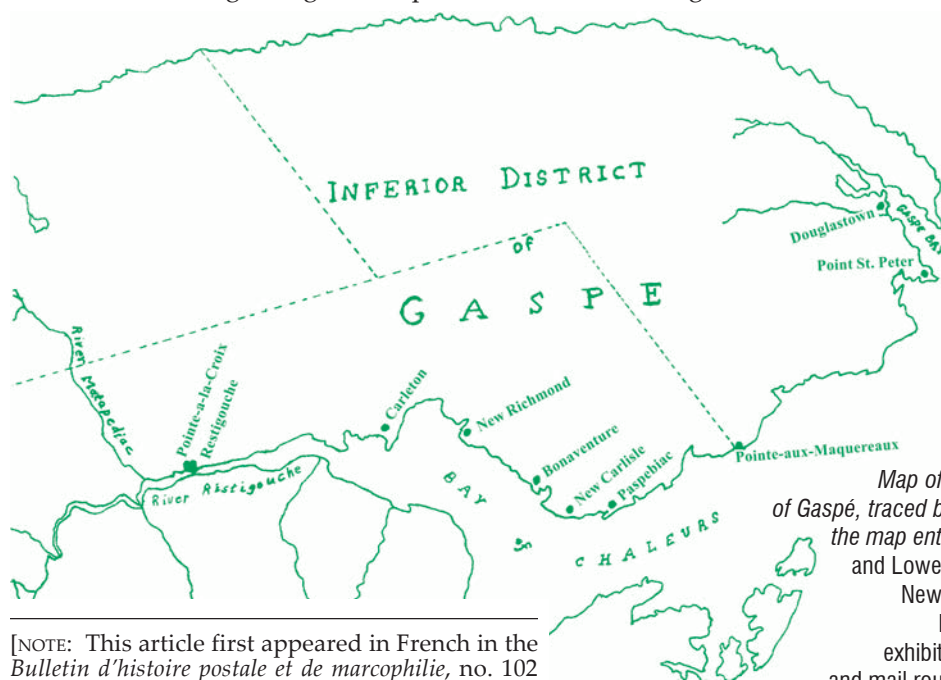 INFERIOR DISTRICT
of
GASPE
GASPE BAY
Douglastown
Point St. Peter
River
Matapediac
Pointe-a-la-Croix
Restigouche
River Ristigouche
Carleton
New Richmond
Bonaventure
New Carlisle
Paspebiac
Pointe-aux-Maquereaux
BAY
CHALEURS
Map of
of Gaspé, traced b
the map ent
and Lowe
New
exhibit
and mail rou
[NOTE: This article first appeared in French in the
Bulletin d'histoire postale et de marcophilie, no. 102